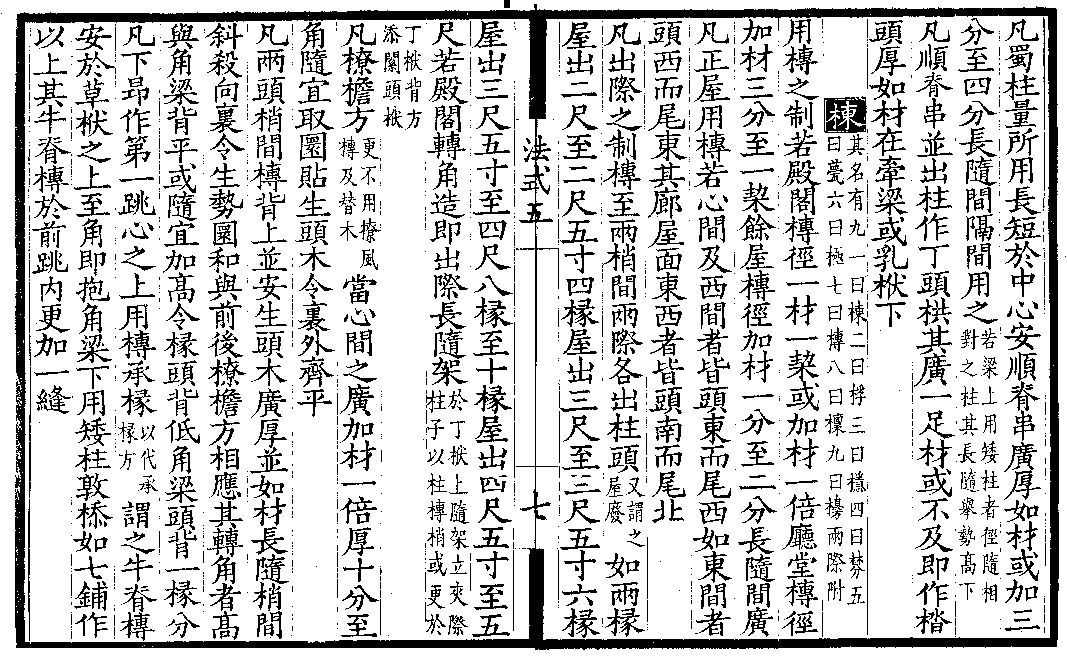 凡蜀柱量所用長短於中心安順脊串廣厚如材或加三
分至四分長隨間隔間用之若梁上用矮柱者徑隨相
對之柱其長隨舉勢高下
凡順脊串並出柱作丁頭栱其廣一足材或不及即作㭼
頭厚如材在牽梁或乳栿下
棟其名有九一曰棟二曰桴三曰檼四曰棼五
曰甍六曰極七曰槫八曰檩九曰櫋兩際附
用槫之制若殿閣槫徑一材一栔或加材一倍廳堂槫徑
加材三分至一栔餘屋槫徑加材一分至二分長隨間廣
凡正屋用槫若心間及西間者皆頭東而尾西如東間者
頭西而尾東其廊屋面東西者皆頭南而尾北
凡出際之制槫至兩梢間兩際各出柱頭又謂之
屋廢如兩椽
屋出二尺至二尺五寸四椽屋出三尺至三尺五寸六椽
法式五 七
屋出三尺五寸至四尺八椽至十椽屋出四尺五寸至五
尺若殿閣轉角造即出際長隨架於丁栿上隨架立夾際
柱子以柱槫梢或更於
丁栿背方
添闌頭栿
凡橑檐方更不用橑風
槫及替木當心間之廣加材一倍厚十分至
角隨宜取圜貼生頭木令裏外齊平
凡兩頭梢間槫背上並安生頭木廣厚並如材長隨梢間
斜殺向裏令生勢圜和與前後橑檐方相應其轉角者高
與角梁背平或隨宜加高令椽頭背低角梁頭背一椽分
凡下昂作第一跳心之上用槫承椽以代承
椽方謂之牛脊槫
安於草栿之上至角即抱角梁下用矮柱敦㮇如七鋪作
以上其牛脊槫於前跳內更加一縫